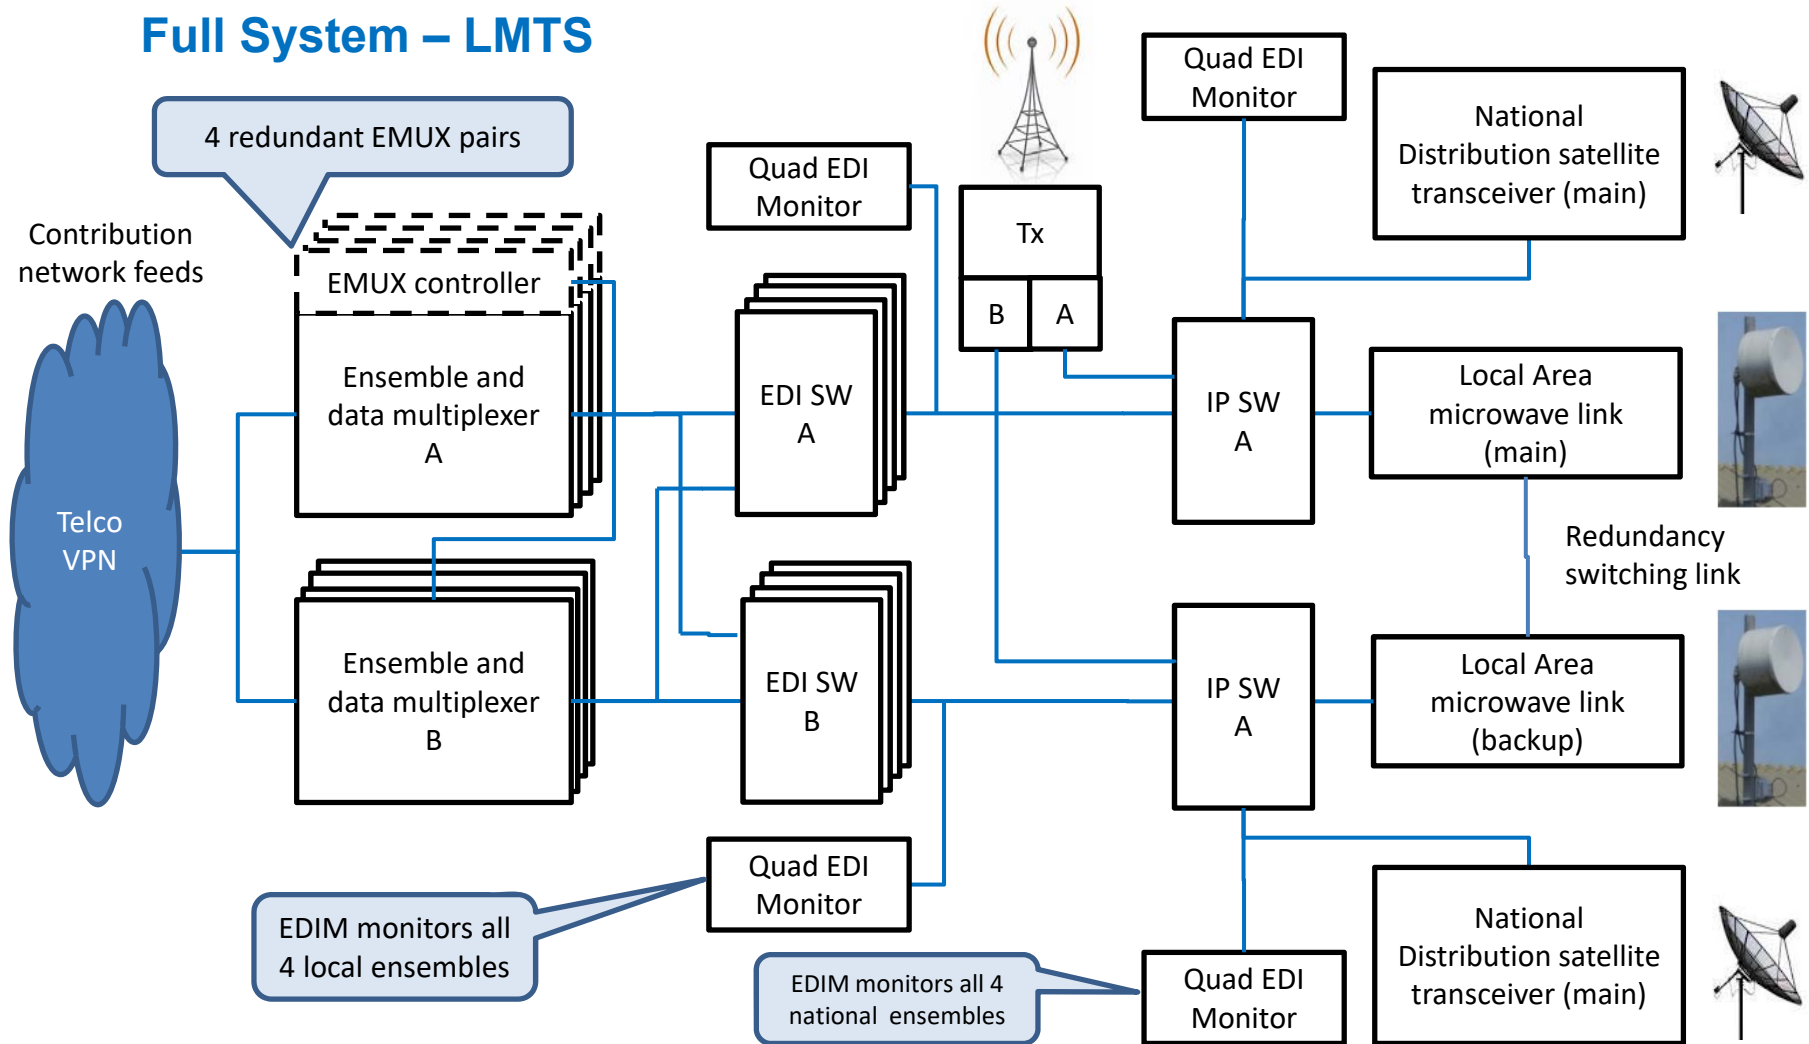 Full System – LMTS
4 redundant EMUX pairs
Contribution
network feeds
Telco
VPN
EMUX controller
Ensemble and
data multiplexer
A
Ensemble and
data multiplexer
B
Quad EDI
Monitor
EDI SW
A
EDI SW
B
Quad EDI
Monitor
EDIM monitors all
4 local ensembles
Tx
B
A
Quad EDI
Monitor
National
Distribution satellite
transceiver (main)
IP SW
A
Local Area
microwave link
(main)
Redundancy
switching link
IP SW
A
Local Area
microwave link
(backup)
EDIM monitors all 4
national ensembles
Quad EDI
Monitor
National
Distribution satellite
transceiver (main)